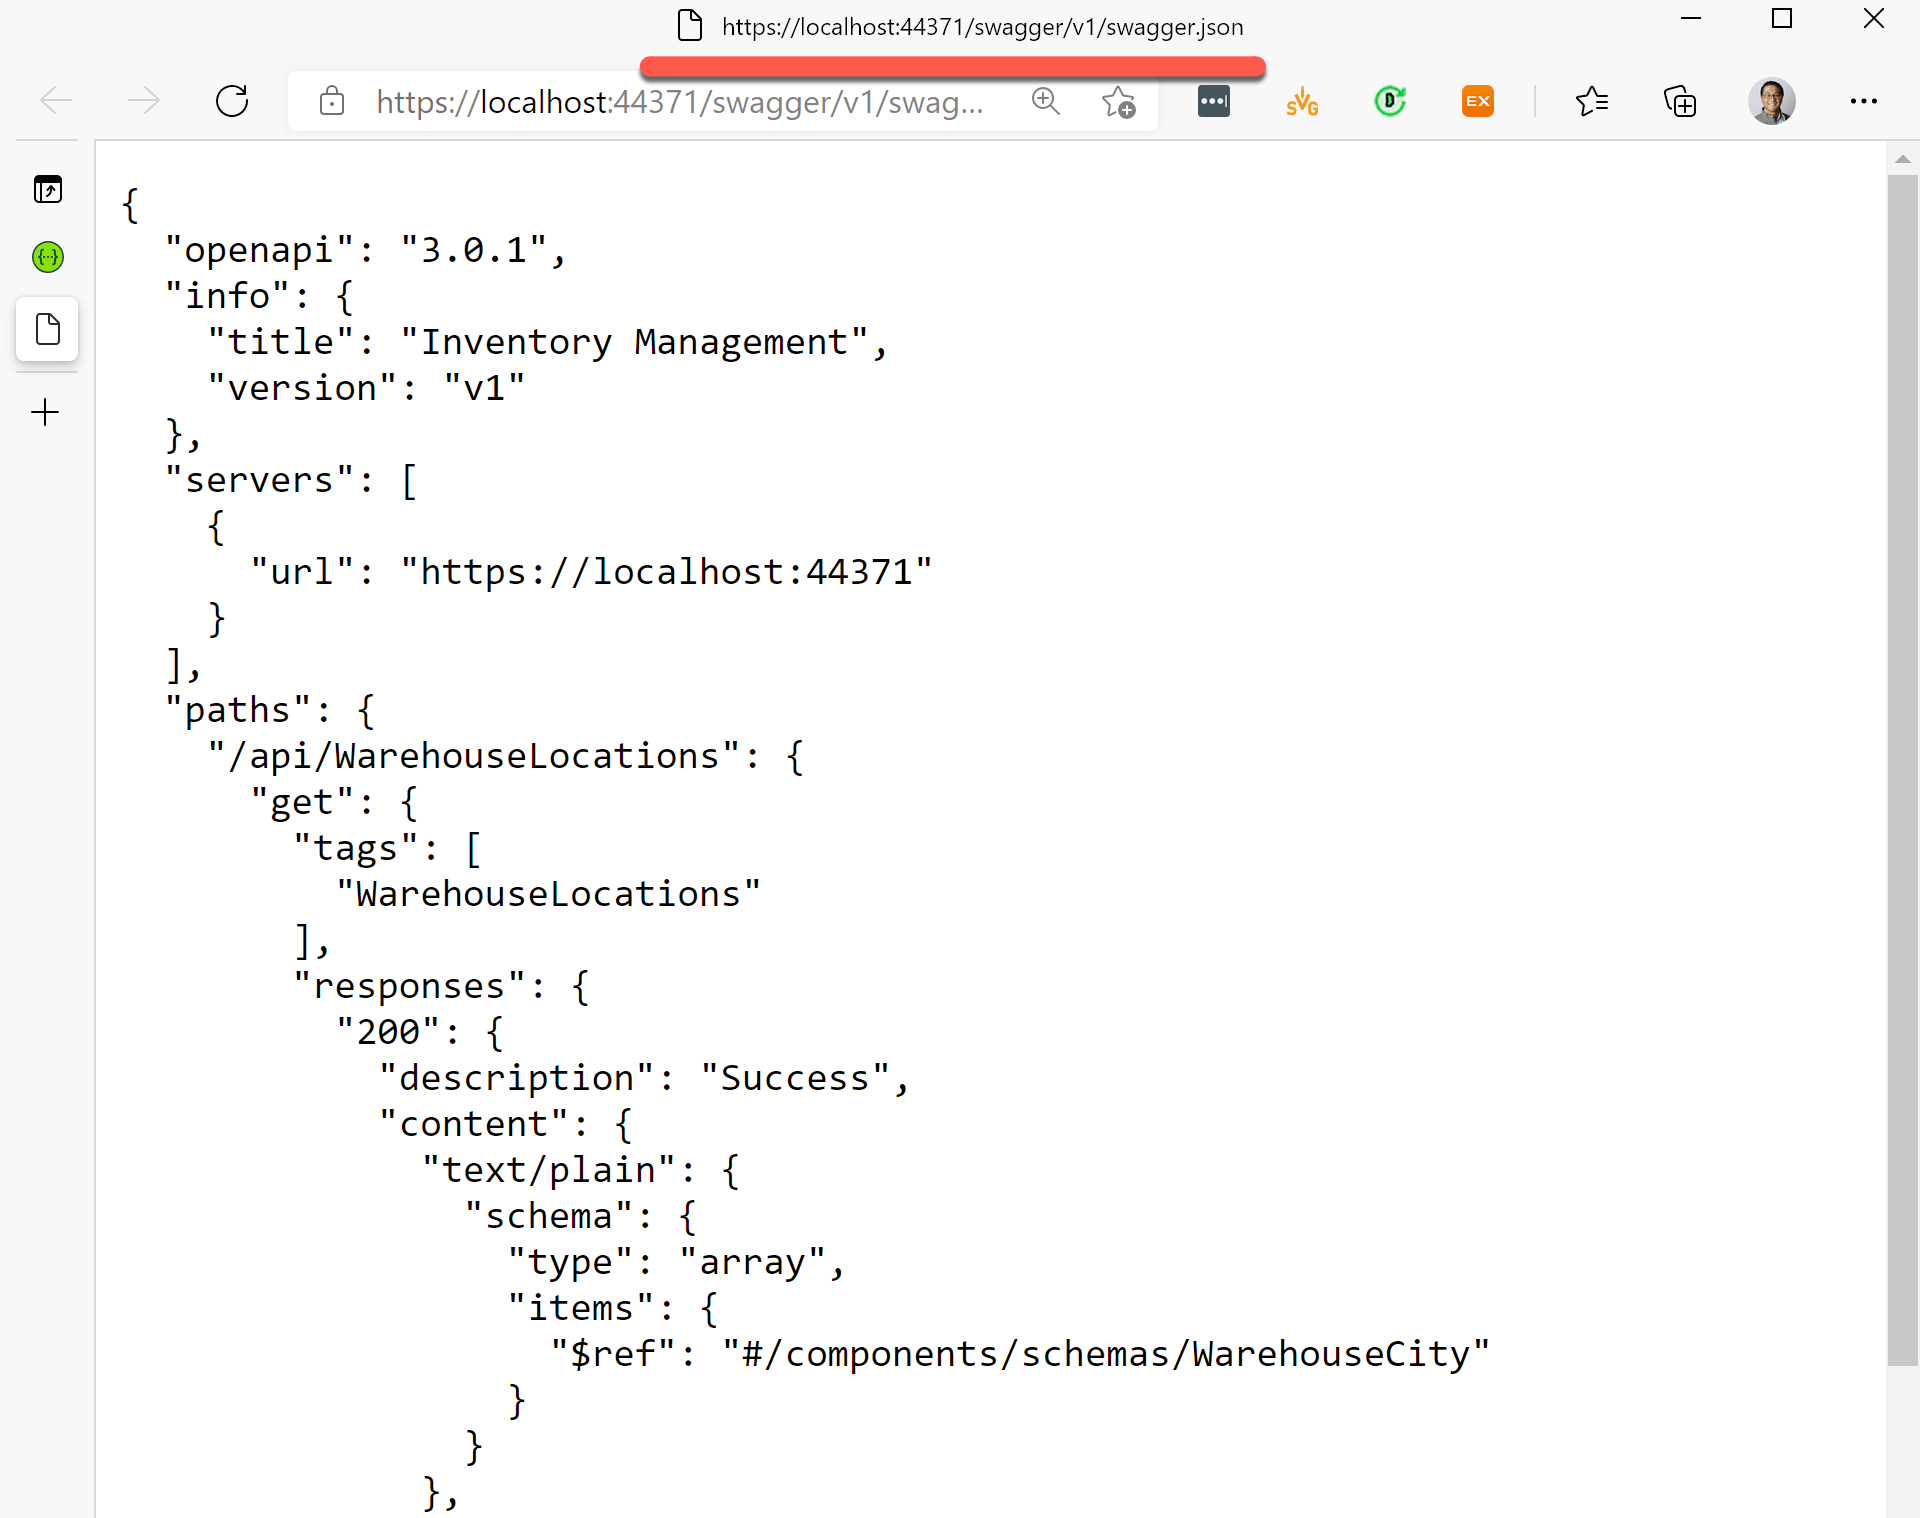 https://localhost:44371/swagger/v1/swagger.json
https://localhost:44371/swagger/v1/swag...
SVG
D
EX
{
  "openapi": "3.0.1",
  "info": {
    "title": "Inventory Management",
    "version": "v1"
  },
  "servers": [
    {
      "url": "https://localhost:44371"
    }
  ],
  "paths": {
    "/api/WarehouseLocations": {
      "get": {
        "tags": [
          "WarehouseLocations"
        ],
        "responses": {
          "200": {
            "description": "Success",
            "content": {
              "text/plain": {
                "schema": {
                  "type": "array",
                  "items": {
                    "$ref": "#/components/schemas/WarehouseCity"
                  }
                }
              },